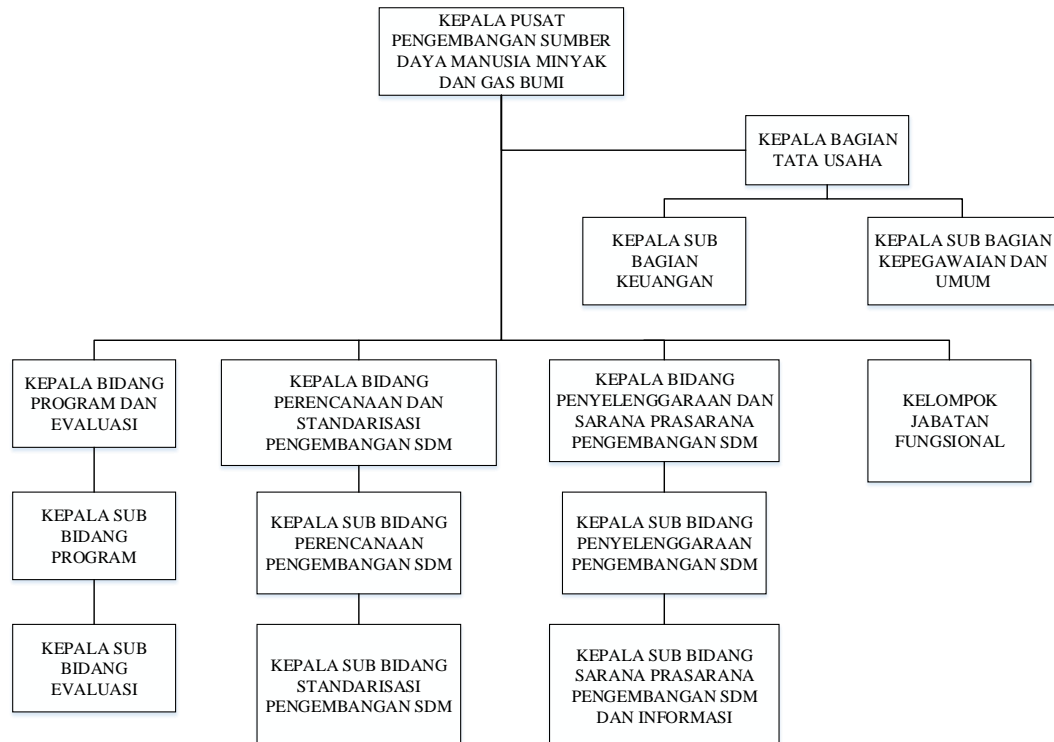 KEPALA PUSAT
PENGEMBANGAN SUMBER
DAYA MANUSIA MINYAK
DAN GAS BUMI
KEPALA BAGIAN
TATA USAHA
KEPALA SUB
BAGIAN
KEUANGAN
KEPALA SUB BAGIAN
KEPEGAWAIAN DAN
UMUM
KEPALA BIDANG
PROGRAM DAN
EVALUASI
KEPALA BIDANG
PERENCANAAN DAN
STANDARISASI
PENGEMBANGAN SDM
KEPALA BIDANG
PENYELENGGARAAN DAN
SARANA PRASARANA
PENGEMBANGAN SDM
KELOMPOK
JABATAN
FUNGSIONAL
KEPALA SUB
BIDANG
PROGRAM
KEPALA SUB BIDANG
PERENCANAAN
PENGEMBANGAN SDM
KEPALA SUB BIDANG
PENYELENGGARAAN
PENGEMBANGAN SDM
KEPALA SUB
BIDANG
EVALUASI
KEPALA SUB BIDANG
STANDARISASI
PENGEMBANGAN SDM
KEPALA SUB BIDANG
SARANA PRASARANA
PENGEMBANGAN SDM
DAN INFORMASI